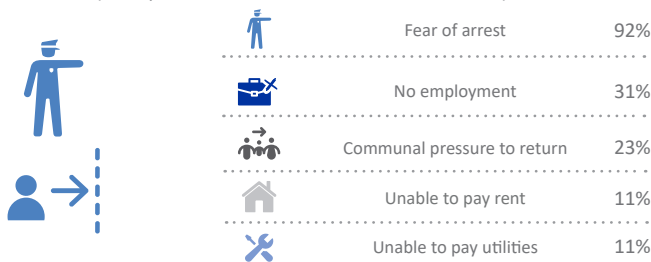 Fear of arrest 92%
No employment 31%
Communal pressure to return 23%
Unable to pay rent 11%
Unable to pay utilities 11%